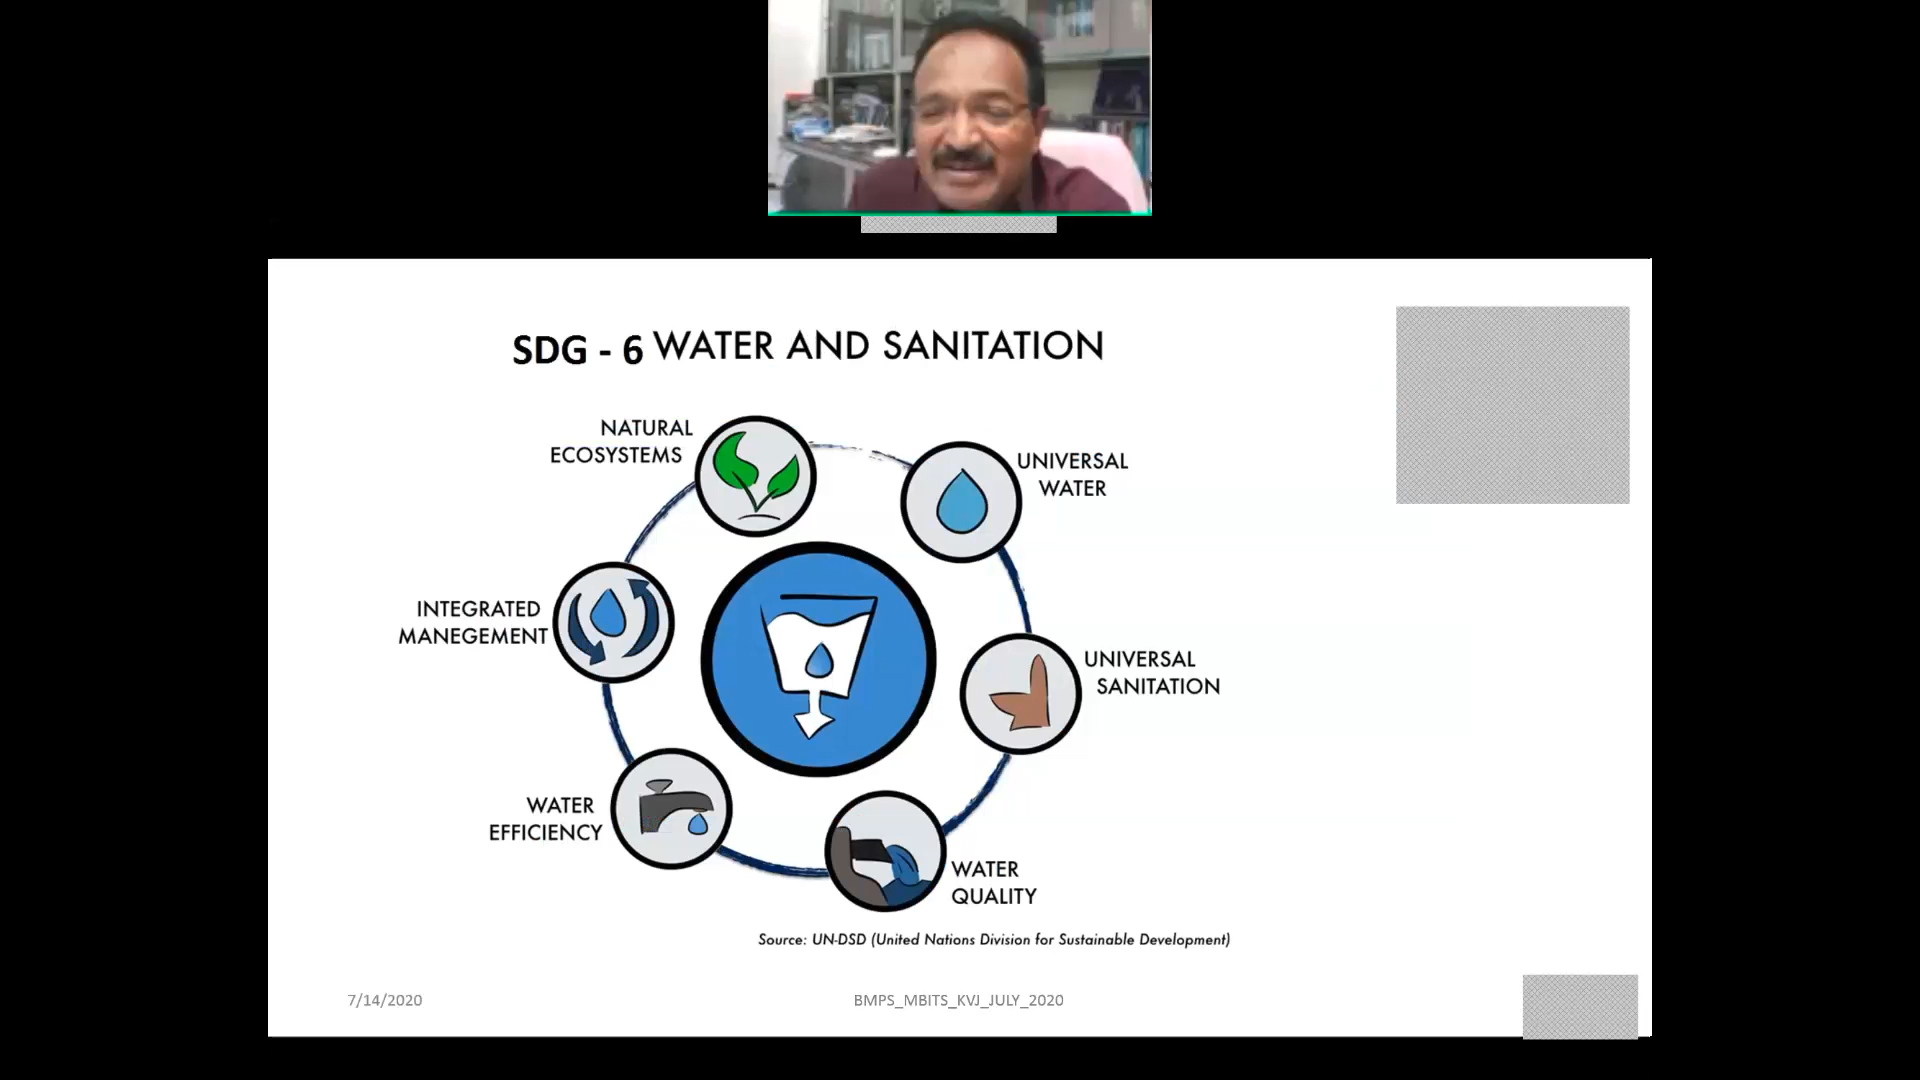 SDG - 6 WATER AND SANITATION
NATURAL
ECOSYSTEMS
UNIVERSAL
WATER
INTEGRATED
MANEGEMENT
UNIVERSAL
SANITATION
WATER
EFFICIENCY
WATER
QUALITY
Source: UN-DSD (United Nations Division for Sustainable Development)
7/14/2020
BMPS_MBITS_KVJ_JULY_2020